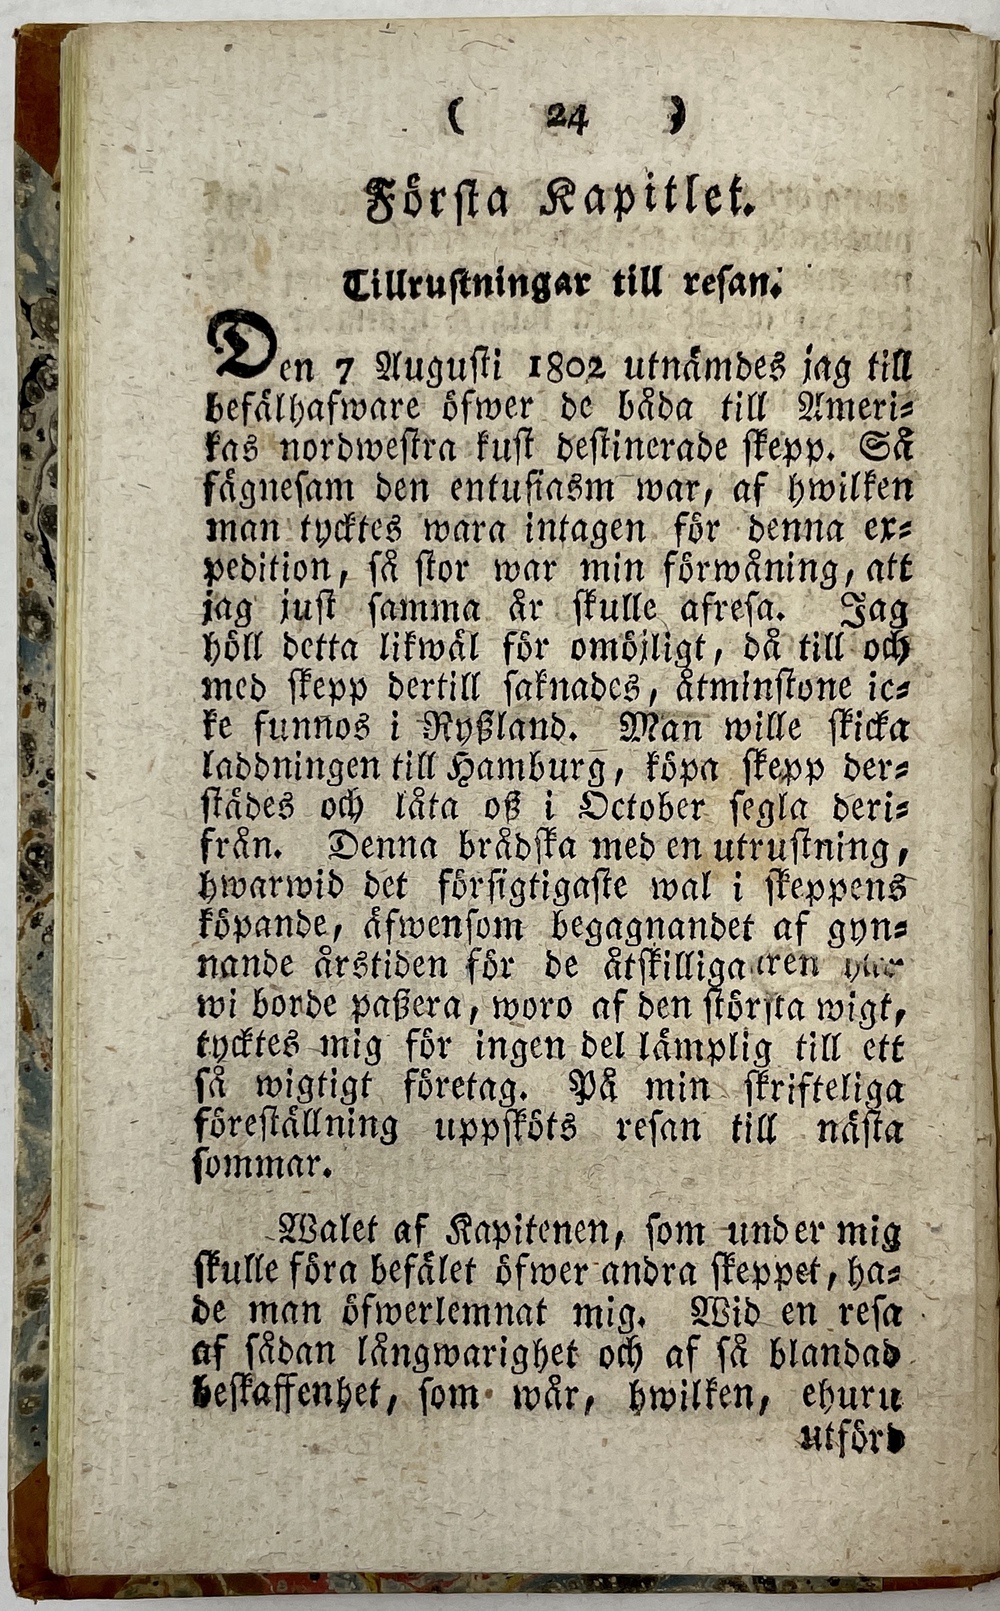 ( 24 )
Första Kapitlet.
Tillrustningar till resan.
Den 7 Augusti 1802 utnämdes jag till
befälhafware öfwer de båda till Ameri-
kas nordwestra kust destinerade skepp. Så
fägnesam den entusiasm war, af hwilken
man tycktes wara intagen för denna ex-
pedition, så stor war min förwåning, att
jag just samma år skulle afresa. Jag
höll detta likwäl för omöjligt, då till och
med skepp dertill saknades, åtminstone ic-
ke funnos i Ryßland. Man wille skicka
laddningen till Hamburg, köpa skepp der-
städes och låta oß i October segla deri-
från. Denna brådska med en utrustning,
hwarwid det försigtigaste wal i skeppens
köpande, äfwensom begagnandet af gyn-
nande årstiden för de åtskilliga
wi borde paßera, woro af den största wigt,
tycktes mig för ingen del lämplig till ett
så wigtigt företag. På min skrifteliga
föreställning uppsköts resan till nästa
sommar.
Walet af Kapitenen, som under mig
skulle föra befälet öfwer andra skeppet, ha-
de man öfwerlemnat mig. Wid en resa
af sådan långwarighet och af så blandad
beskaffenhet, som wår, hwilken, ehuru
utförd